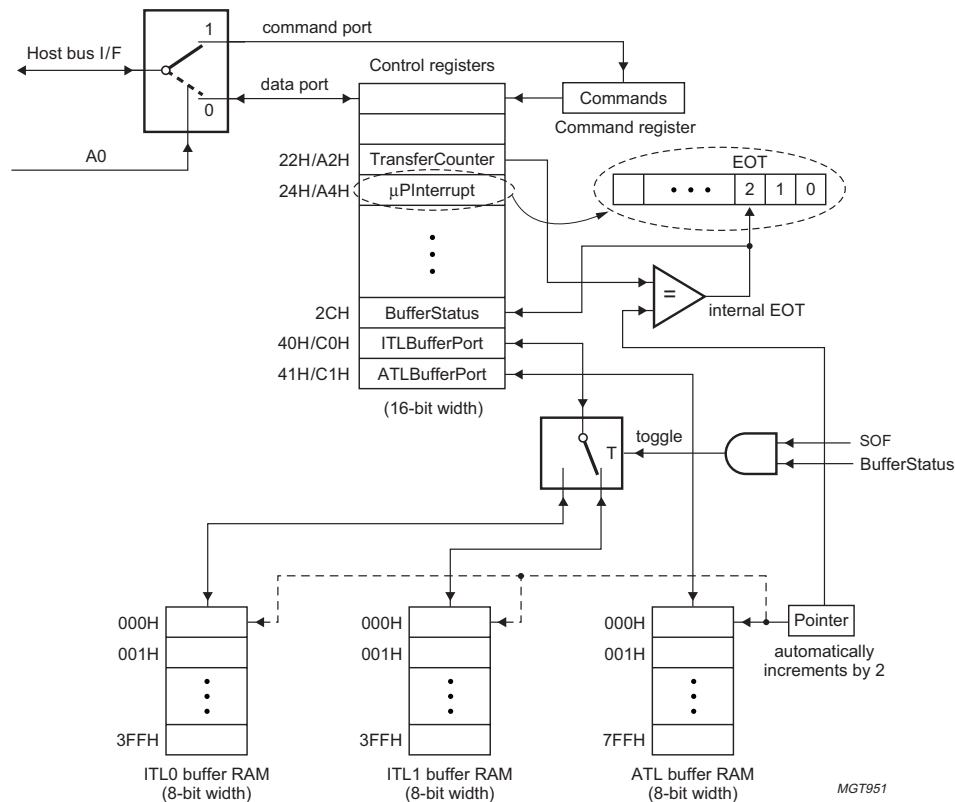 1
command port
Host bus I/F
Control registers
data port
0
Commands
Command register
A0
EOT
22H/A2H TransferCounter
24H/A4H µPInterrupt
2 1 0
=
internal EOT
2CH BufferStatus
40H/C0H ITLBufferPort
41H/C1H ATLBufferPort
(16-bit width)
T
toggle
SOF
BufferStatus
000H
001H
3FFH
ITL0 buffer RAM
(8-bit width)
000H
001H
3FFH
ITL1 buffer RAM
(8-bit width)
000H
001H
7FFH
ATL buffer RAM
(8-bit width)
Pointer
automatically
increments by 2
MGT951